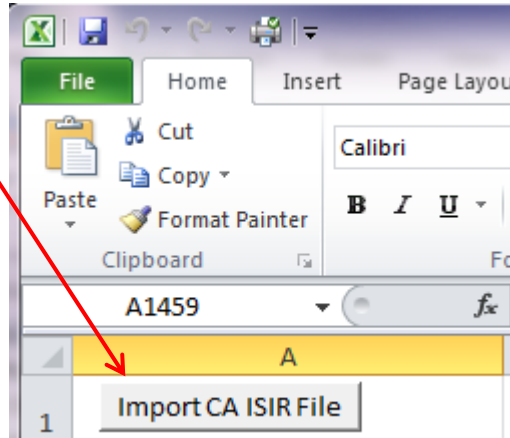 File Home Insert Page Layou
Cut
Calibri
Copy
Paste
B I U
Format Painter
Clipboard Fo
A1459 fx
A
1 Import CA ISIR File